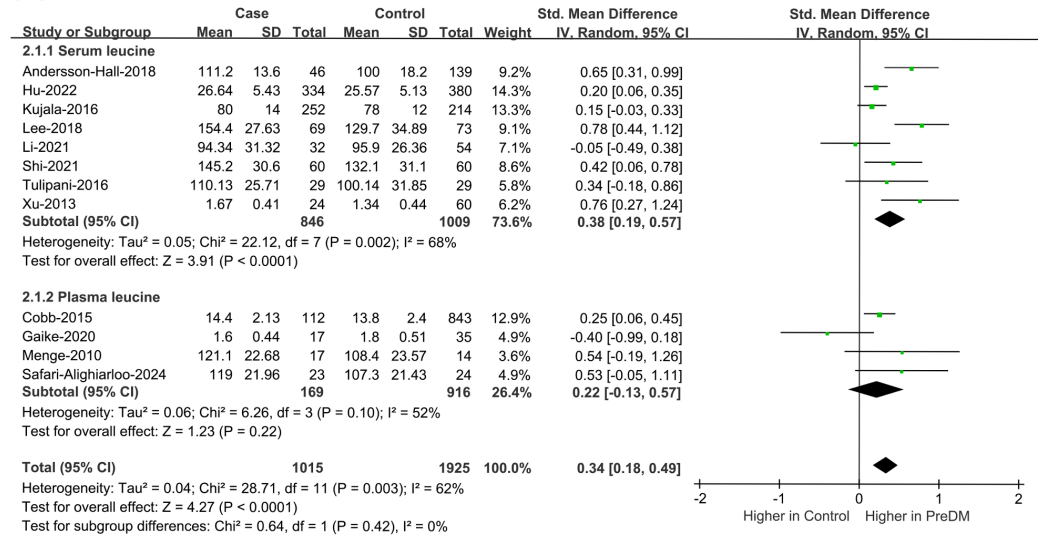 Case Control Std. Mean Difference Std. Mean Difference
Study or Subgroup Mean SD Total Mean SD Total Weight IV, Random, 95% CI IV, Random, 95% CI
2.1.1 Serum leucine
Andersson-Hall-2018 111.2 13.6 46 100 18.2 139 9.2% 0.65 [0.31, 0.99]
Hu-2022 26.64 5.43 334 25.57 5.13 380 14.3% 0.20 [0.06, 0.35]
Kujala-2016 80 14 252 78 12 214 13.3% 0.15 [-0.03, 0.33]
Lee-2018 154.4 27.63 69 129.7 34.89 73 9.1% 0.78 [0.44, 1.12]
Li-2021 94.34 31.32 32 95.9 26.36 54 7.1% -0.05 [-0.49, 0.38]
Shi-2021 145.2 30.6 60 132.1 31.1 60 8.6% 0.42 [0.06, 0.78]
Tulipani-2016 110.13 25.71 29 100.14 31.85 29 5.8% 0.34 [-0.18, 0.86]
Xu-2013 1.67 0.41 24 1.34 0.44 60 6.2% 0.76 [0.27, 1.24]
Subtotal (95% CI) 846 1009 73.6% 0.38 [0.19, 0.57]
Heterogeneity: Tau² = 0.05; Chi² = 22.12, df = 7 (P = 0.002); I² = 68%
Test for overall effect: Z = 3.91 (P < 0.0001)
2.1.2 Plasma leucine
Cobb-2015 14.4 2.13 112 13.8 2.4 843 12.9% 0.25 [0.06, 0.45]
Gaike-2020 1.6 0.44 17 1.8 0.51 35 4.9% -0.40 [-0.99, 0.18]
Menge-2010 121.1 22.68 17 108.4 23.57 14 3.6% 0.54 [-0.19, 1.26]
Safari-Alighiarloo-2024 119 21.96 23 107.3 21.43 24 4.9% 0.53 [-0.05, 1.11]
Subtotal (95% CI) 169 916 26.4% 0.22 [-0.13, 0.57]
Heterogeneity: Tau² = 0.06; Chi² = 6.26, df = 3 (P = 0.10); I² = 52%
Test for overall effect: Z = 1.23 (P = 0.22)
Total (95% CI) 1015 1925 100.0% 0.34 [0.18, 0.49]
Heterogeneity: Tau² = 0.04; Chi² = 28.71, df = 11 (P = 0.003); I² = 62%
Test for overall effect: Z = 4.27 (P < 0.0001)
Test for subgroup differences: Chi² = 0.64, df = 1 (P = 0.42), I² = 0%
-2 -1 0 1 2
Higher in Control Higher in PreDM